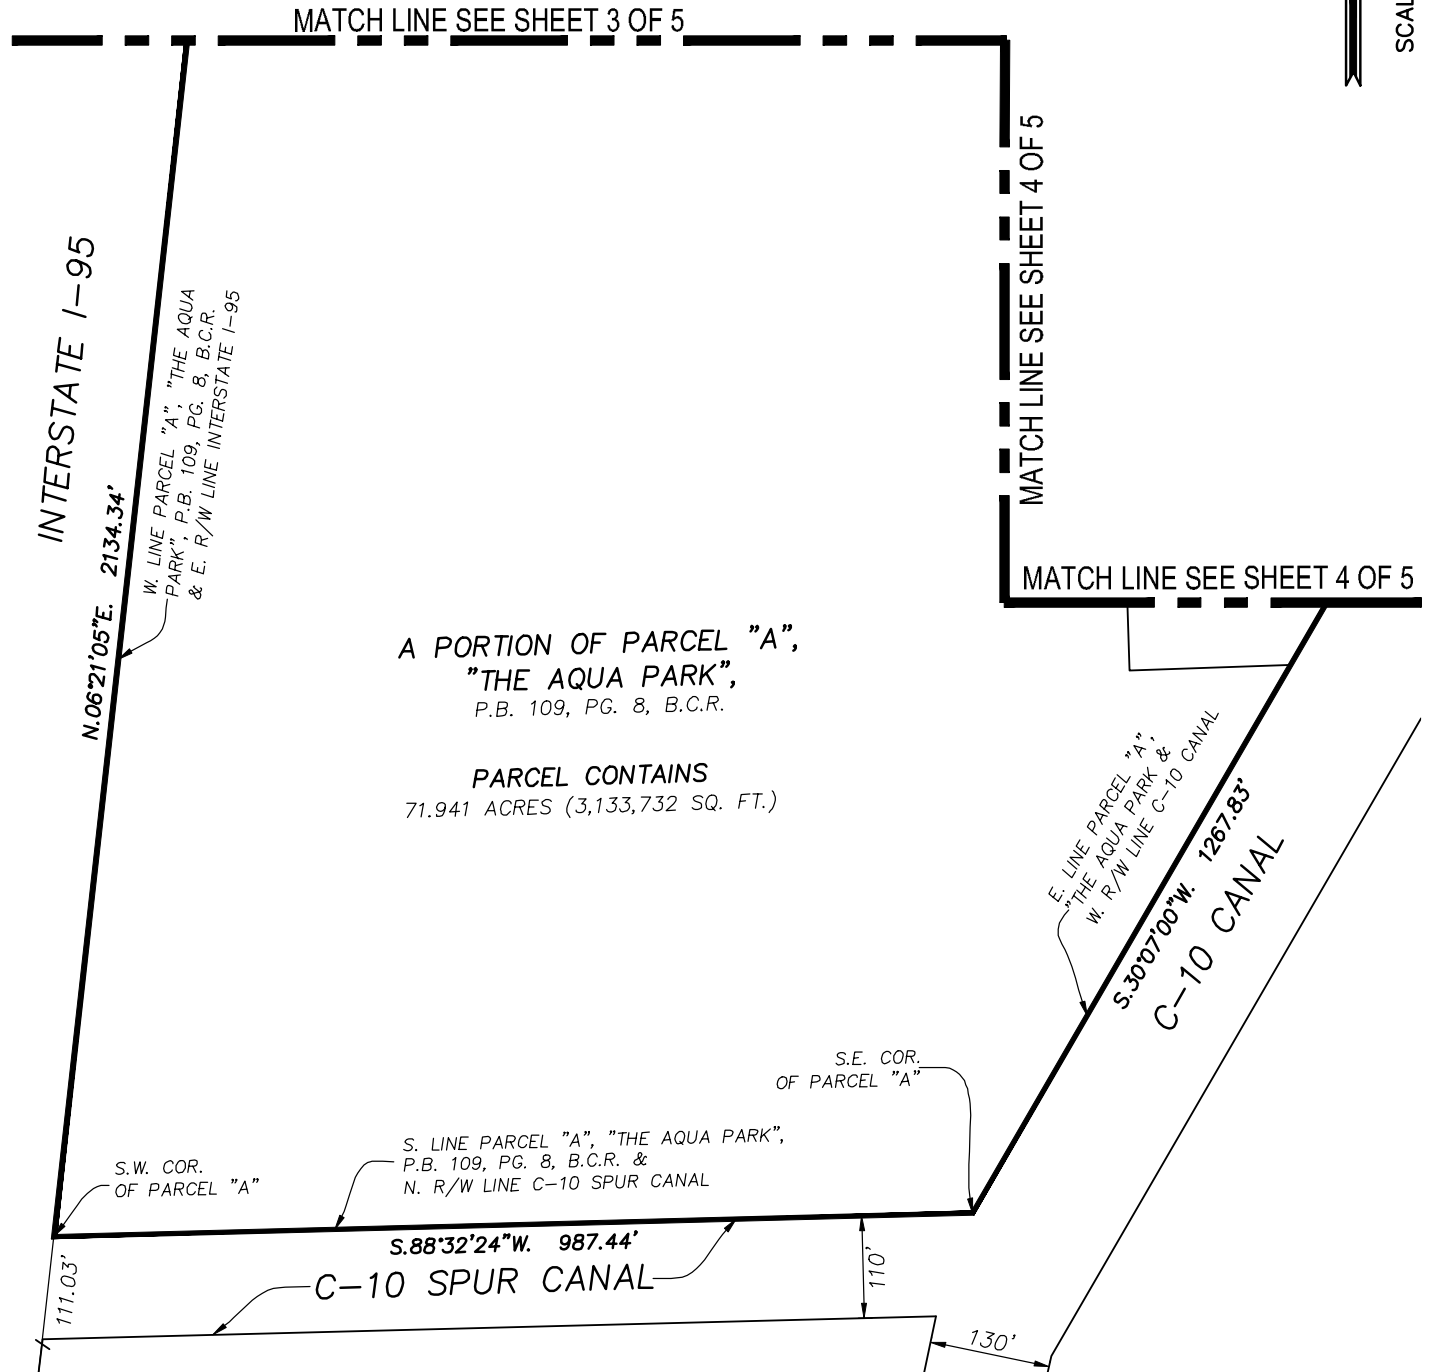 MATCH LINE SEE SHEET 3 OF 5
SCAL
MATCH LINE SEE SHEET 4 OF 5
INTERSTATE I-95
W. LINE PARCEL "A", "THE AQUA
PARK", P.B. 109, PG. 8, B.C.R.
& E. R/W LINE INTERSTATE I-95
N.06°21'05"E. 2134.34'
MATCH LINE SEE SHEET 4 OF 5
A PORTION OF PARCEL "A",
"THE AQUA PARK",
P.B. 109, PG. 8, B.C.R.
PARCEL CONTAINS
71.941 ACRES (3,133,732 SQ. FT.)
E. LINE PARCEL "A",
"THE AQUA PARK &
W. R/W LINE C-10 CANAL
S.30°07'00"W. 1267.83'
C-10 CANAL
S.E. COR.
OF PARCEL "A"
S. LINE PARCEL "A", "THE AQUA PARK",
P.B. 109, PG. 8, B.C.R. &
N. R/W LINE C-10 SPUR CANAL
S.W. COR.
OF PARCEL "A"
S.88°32'24"W. 987.44'
C-10 SPUR CANAL
111.03'
110'
130'